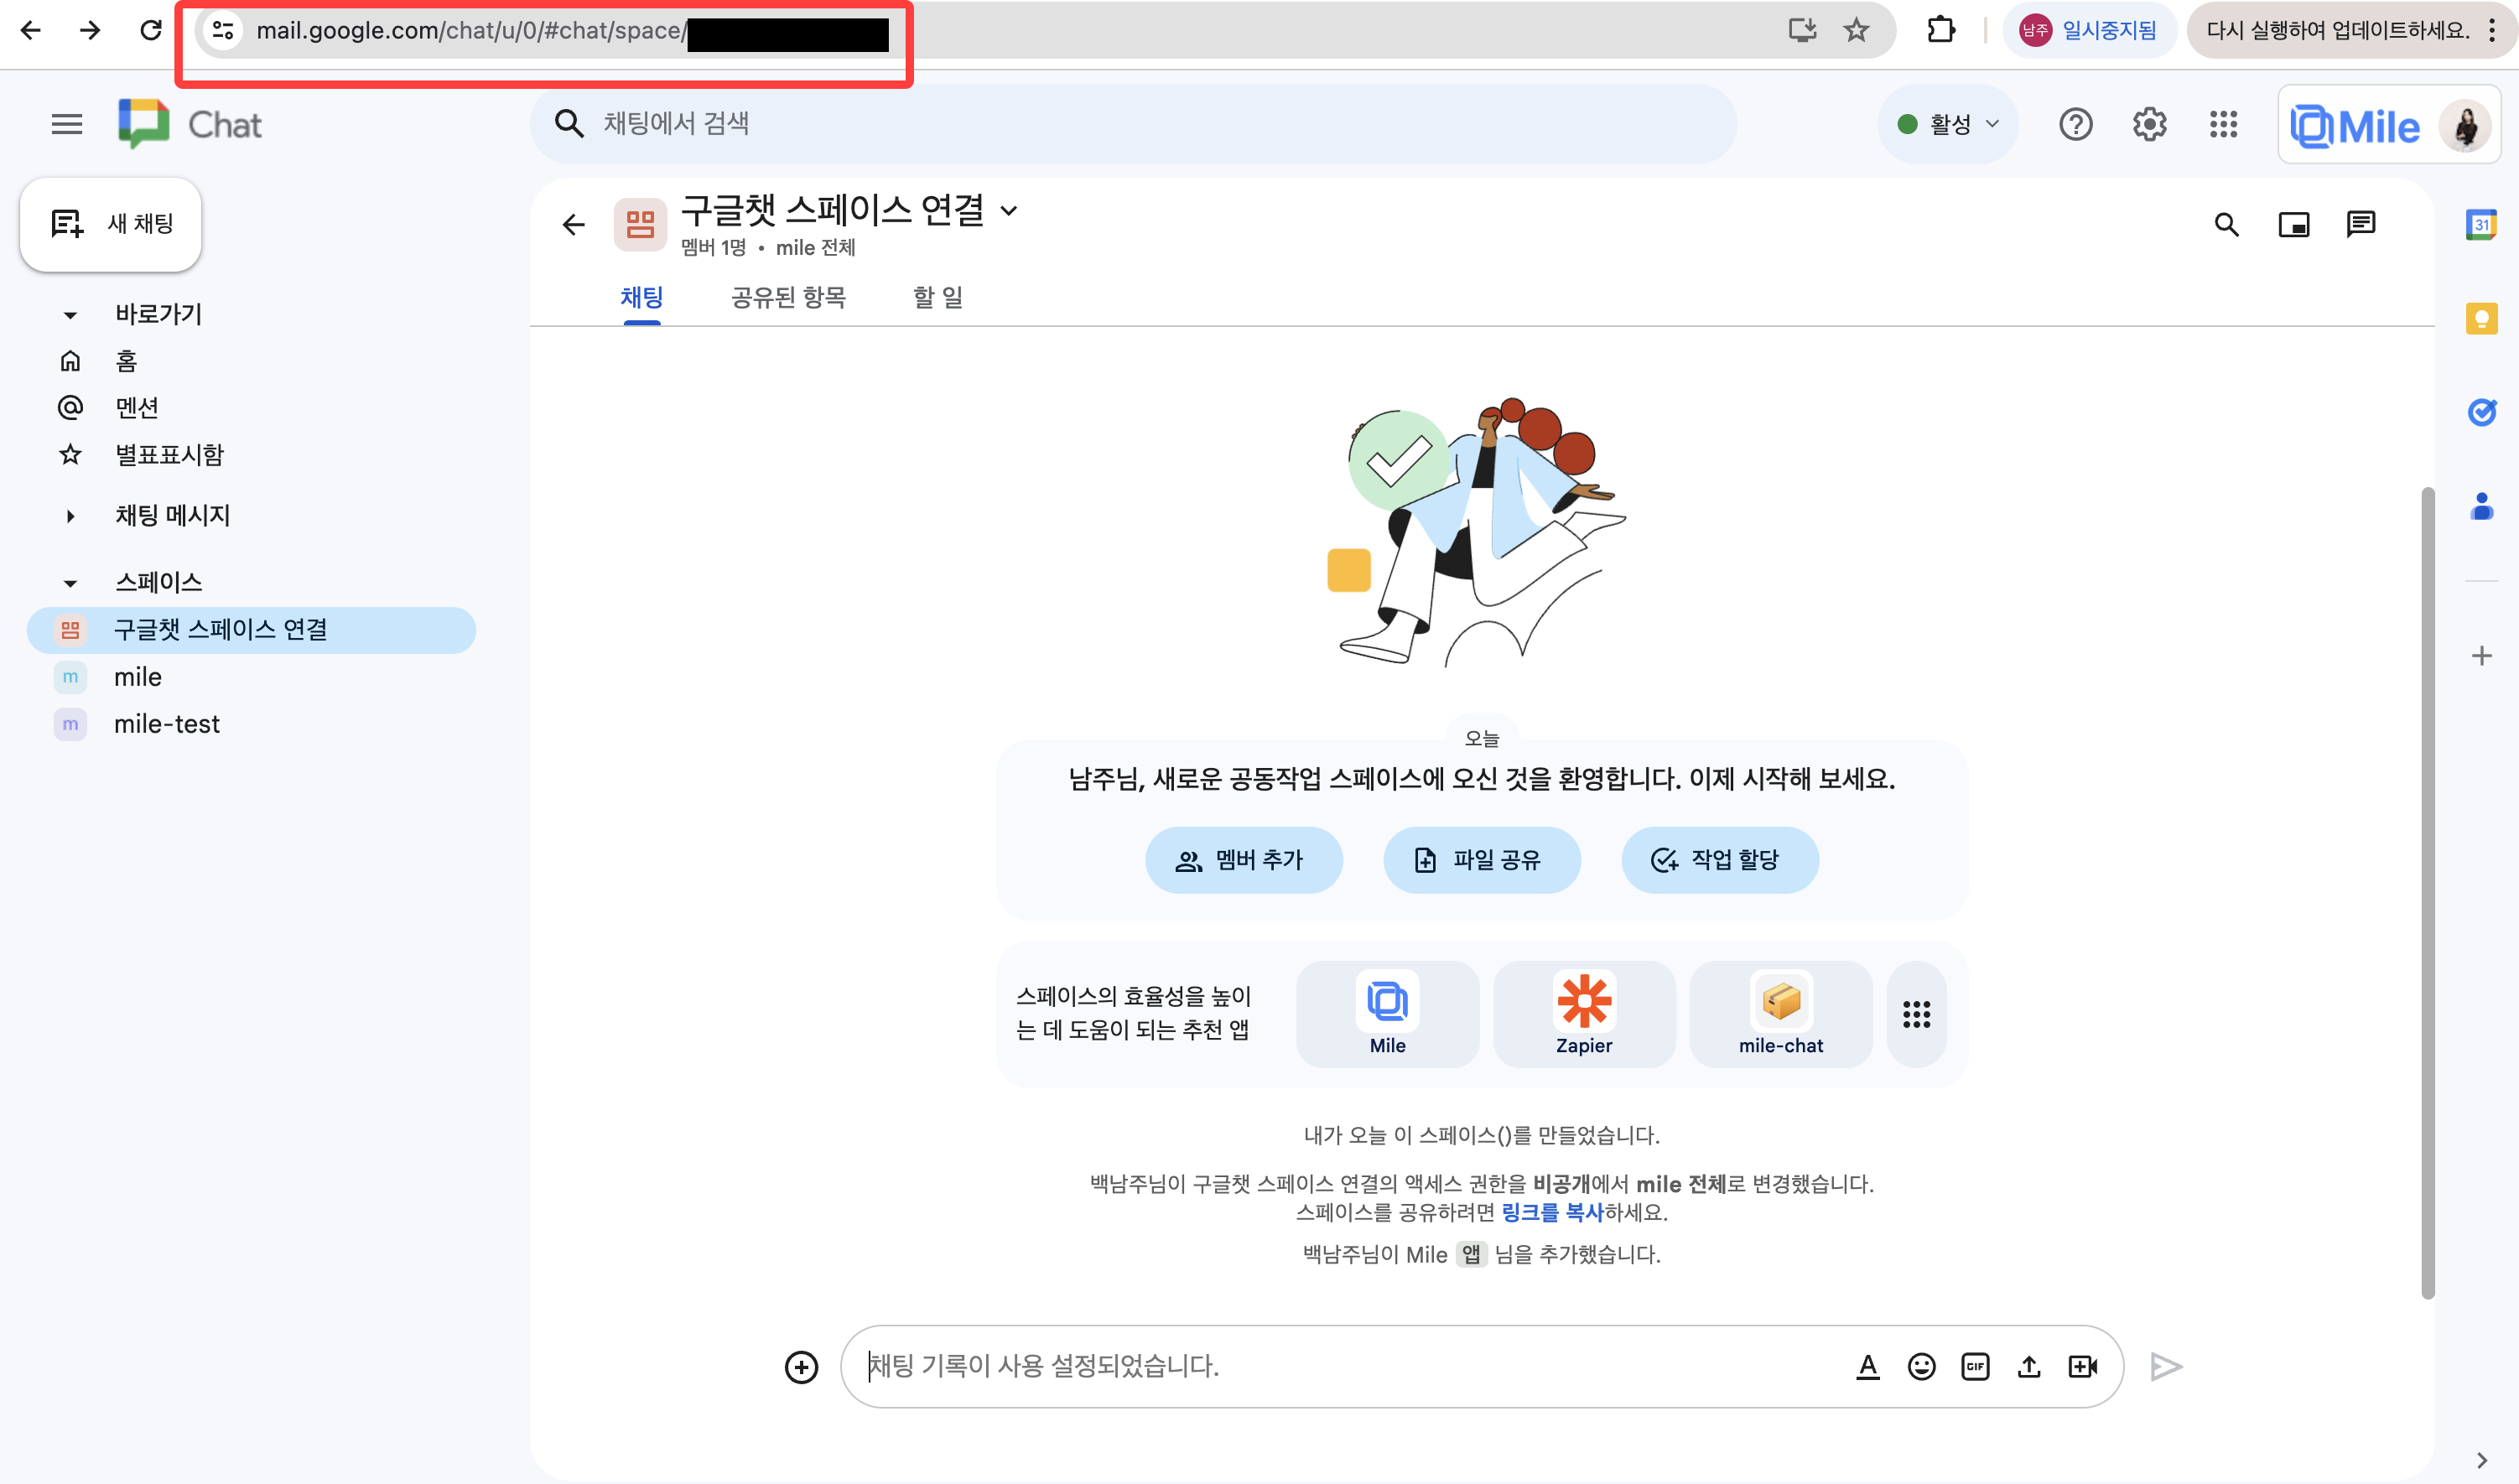 mail.google.com/chat/u/0/#chat/space/
남주
일시중지됨
다시 실행하여 업데이트하세요.
Chat
채팅에서 검색
활성
Mile
새 채팅
바로가기
홈
멘션
별표표시함
채팅 메시지
스페이스
구글챗 스페이스 연결
m
mile
m
mile-test
구글챗 스페이스 연결
멤버 1명 • mile 전체
채팅
공유된 항목
할 일
31
오늘
남주님, 새로운 공동작업 스페이스에 오신 것을 환영합니다. 이제 시작해 보세요.
멤버 추가
파일 공유
작업 할당
스페이스의 효율성을 높이
는 데 도움이 되는 추천 앱
Mile
Zapier
mile-chat
내가 오늘 이 스페이스()를 만들었습니다.
백남주님이 구글챗 스페이스 연결의 액세스 권한을 비공개에서 mile 전체로 변경했습니다.
스페이스를 공유하려면 링크를 복사하세요.
백남주님이 Mile 앱 님을 추가했습니다.
채팅 기록이 사용 설정되었습니다.
A
GIF